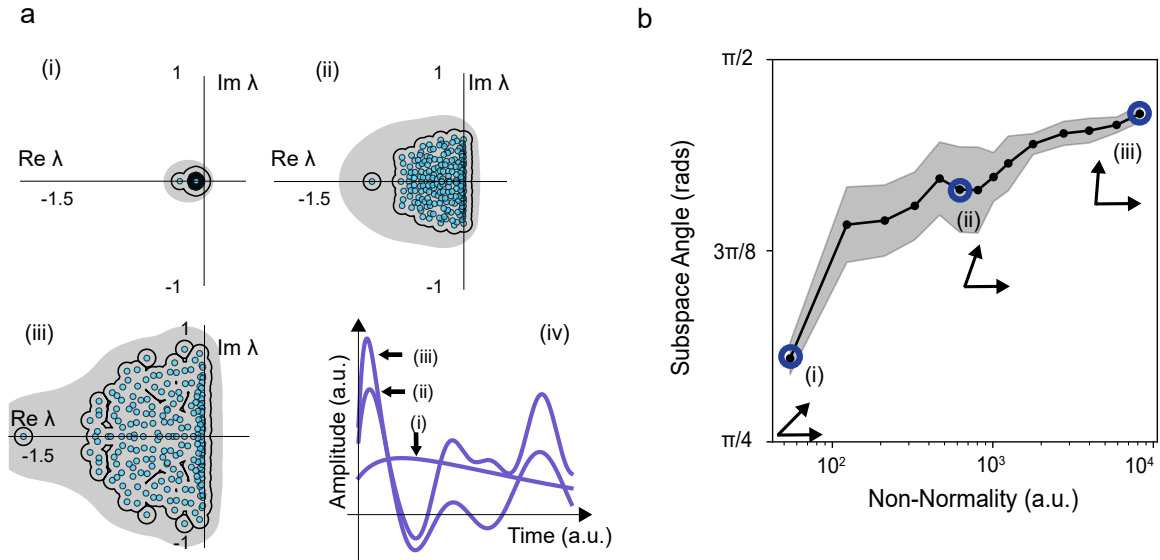 a
(i)
1
Im λ
Re λ
-1.5
-1
(ii)
1
Im λ
Re λ
-1.5
-1
(iii)
1
Im λ
Re λ
-1.5
-1
(iv)
Amplitude (a.u.)
(iii)
(ii)
(i)
Time (a.u.)
b
Subspace Angle (rads)
π/2
3π/8
π/4
(i)
(ii)
(iii)
10²
10³
10⁴
Non-Normality (a.u.)